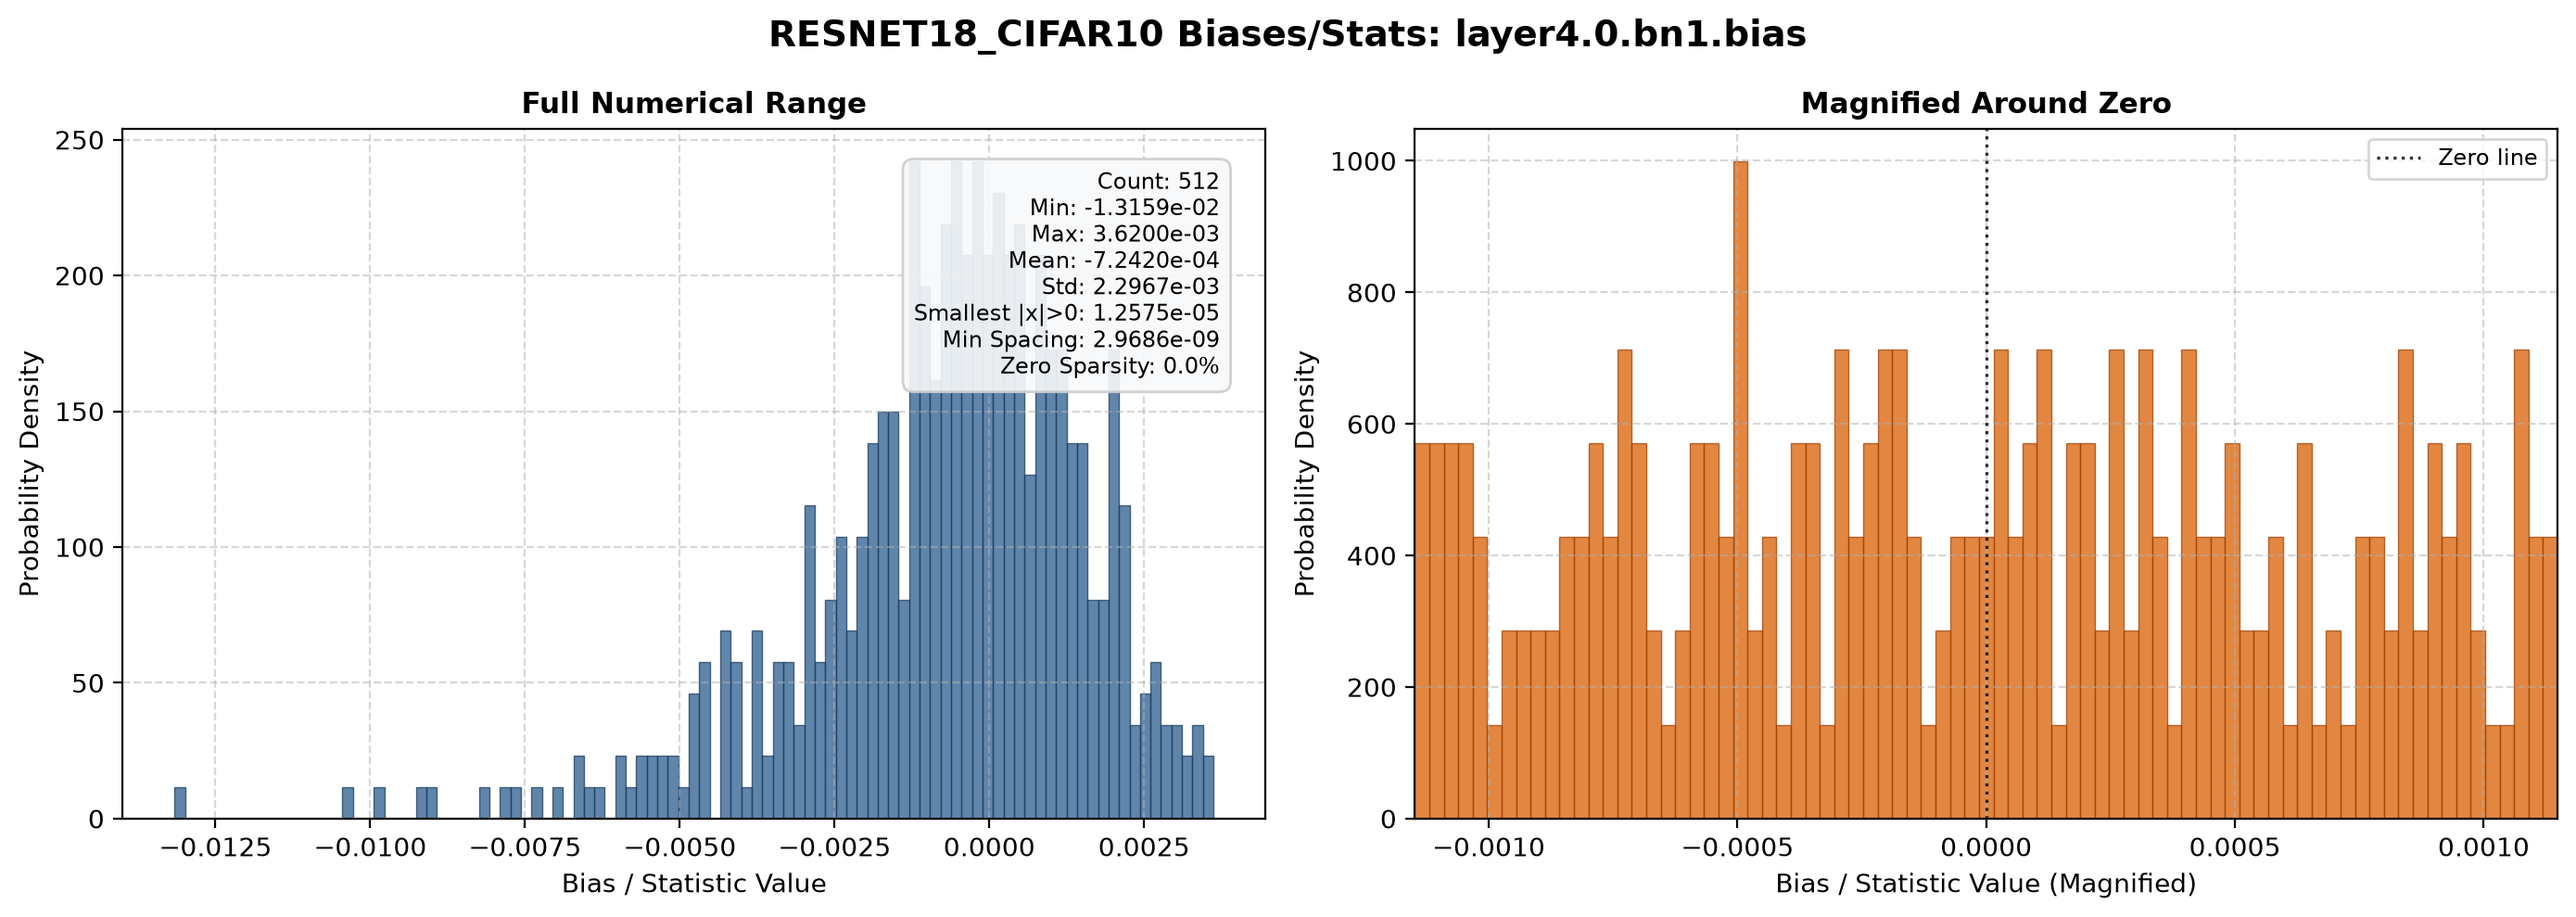 RESNET18_CIFAR10 Biases/Stats: layer4.0.bn1.bias
Full Numerical Range
250
200
150
100
50
0
Probability Density
Count: 512
Min: -1.3159e-02
Max: 3.6200e-03
Mean: -7.2420e-04
Std: 2.2967e-03
Smallest |x|>0: 1.2575e-05
Min Spacing: 2.9686e-09
Zero Sparsity: 0.0%
−0.0125 −0.0100 −0.0075 −0.0050 −0.0025 0.0000 0.0025
Bias / Statistic Value
Magnified Around Zero
1000
800
600
400
200
0
Probability Density
Zero line
−0.0010 −0.0005 0.0000 0.0005 0.0010
Bias / Statistic Value (Magnified)